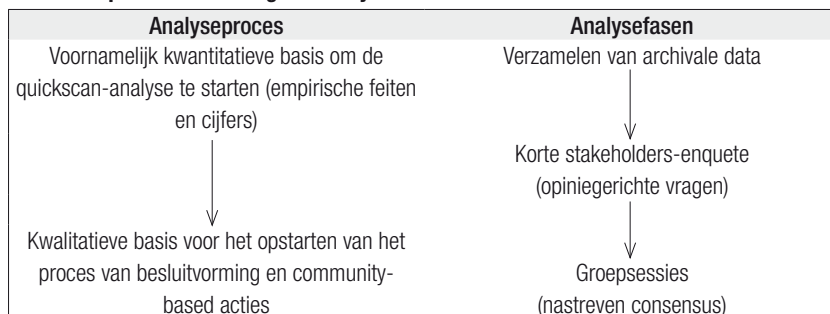 Analyseproces
Analysefasen
Voornamelijk kwantitatieve basis om de
quickscan-analyse te starten (empirische feiten
en cijfers)
Verzamelen van archivale data
Korte stakeholders-enquete
(opiniegerichte vragen)
Kwalitatieve basis voor het opstarten van het
proces van besluitvorming en community-
based acties
Groepsessies
(nastreven consensus)